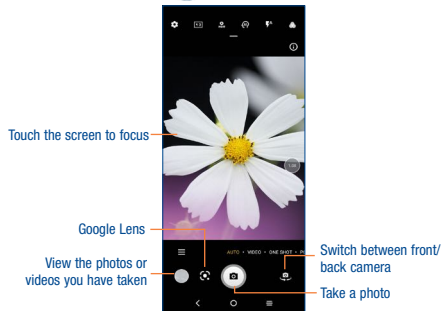 Touch the screen to focus
Google Lens
View the photos or
videos you have taken
AUTO • VIDEO • ONE SHOT
Switch between front/
back camera
Take a photo